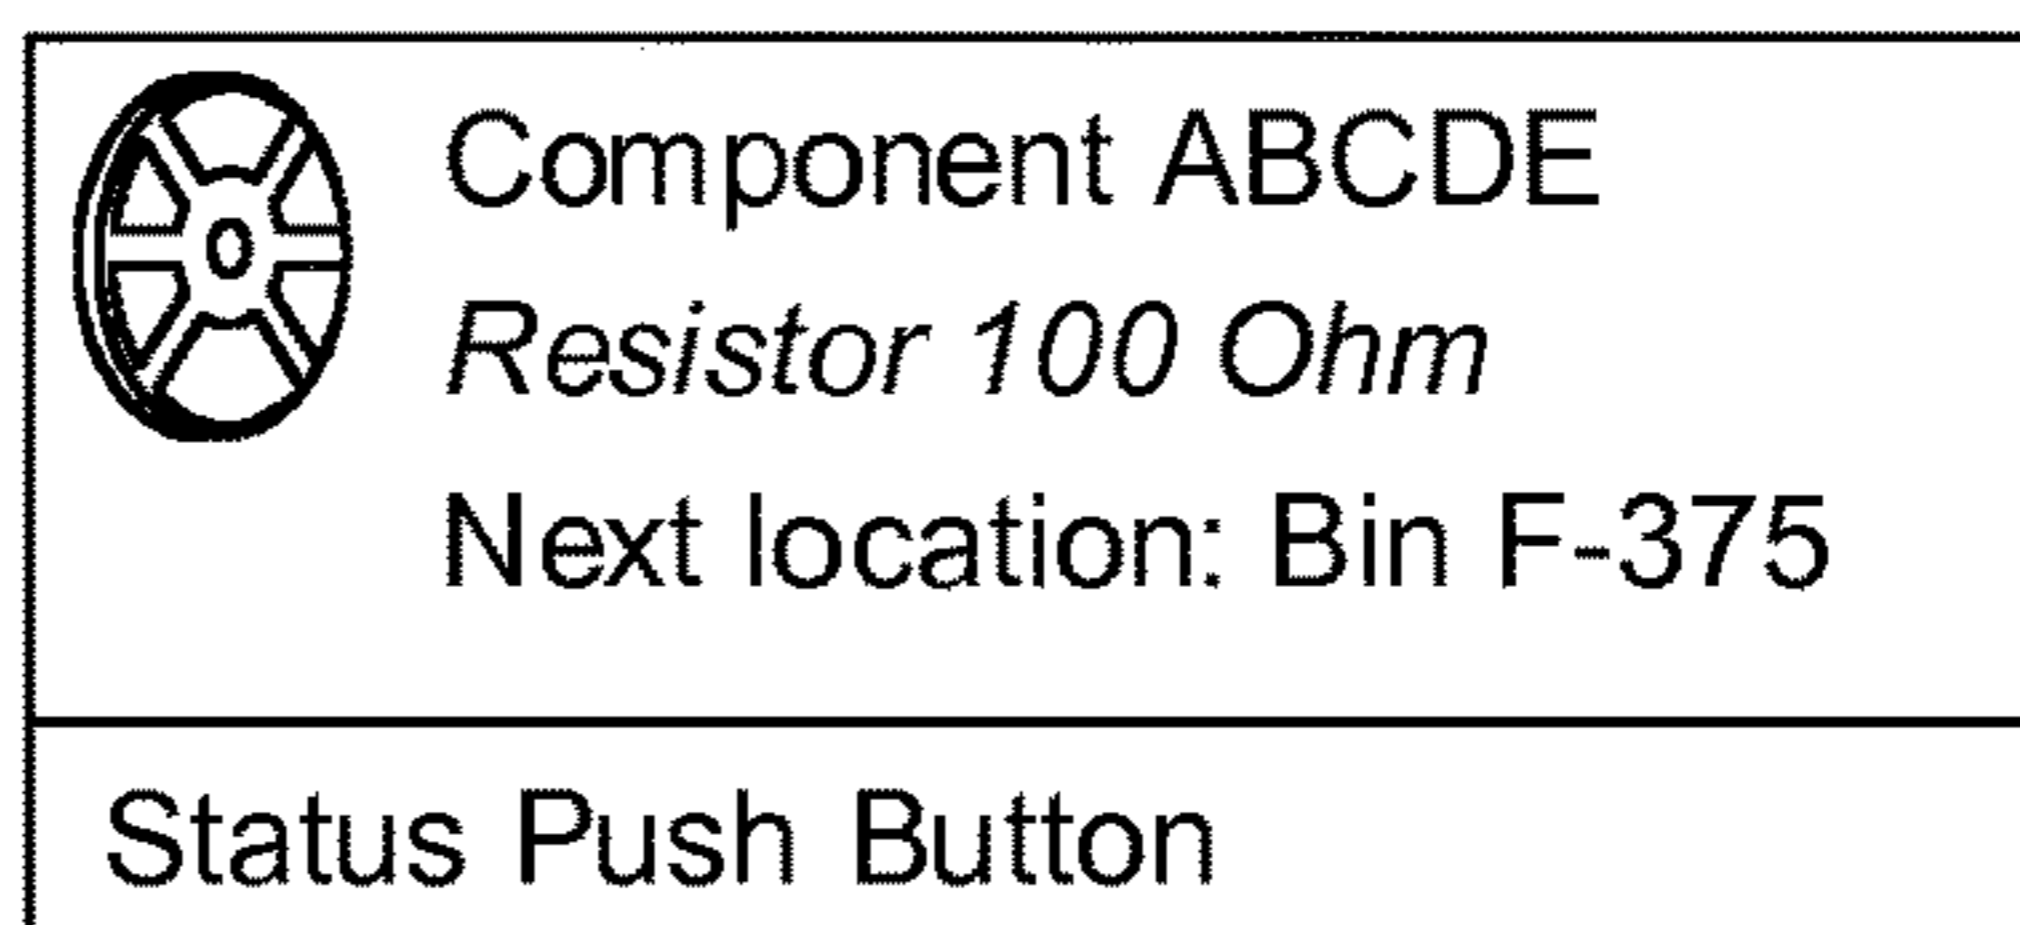 Component ABCDE
Resistor 100 Ohm
Next location: Bin F-375
Status Push Button